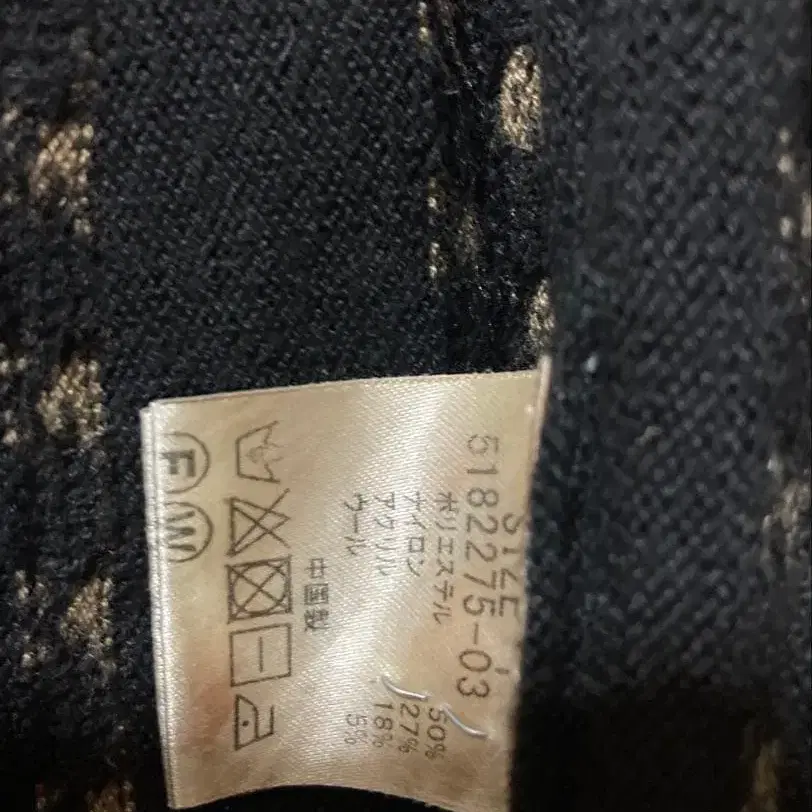 SIZE
5182275-03
ポリエステル 50%
ナイロン 27%
アクリル 18%
ウール 5%
中国製
F W